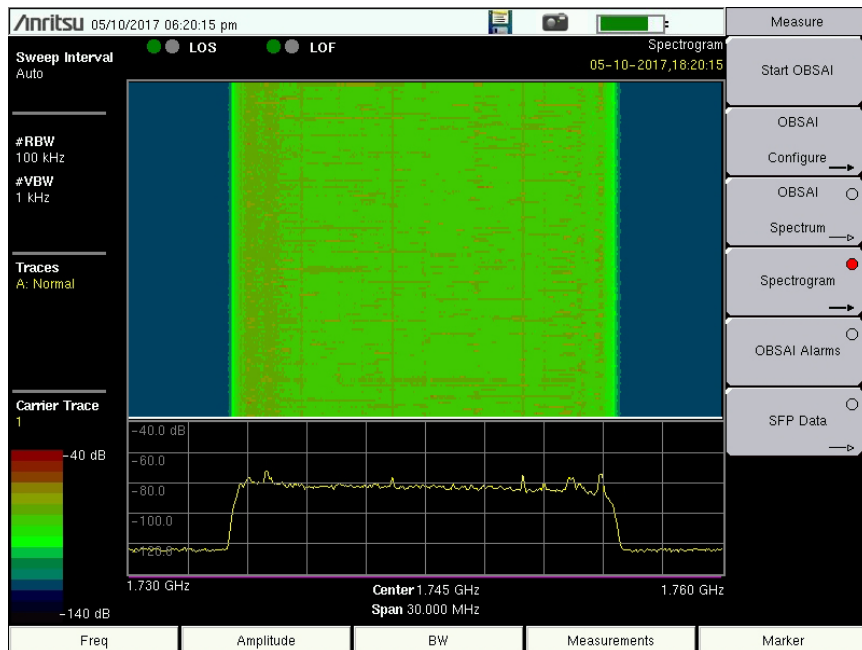 /Anritsu 05/10/2017 06:20:15 pm
Measure
Sweep Interval
Auto
LOS
LOF
Spectrogram
05-10-2017,18:20:15
Start OBSAI
#RBW
100 kHz
#VBW
1 kHz
OBSAI
Configure
OBSAI
Spectrum
Traces
A: Normal
Spectrogram
OBSAI Alarms
Carrier Trace
1
SFP Data
-40 dB
-140 dB
-40.0 dB
-60.0
-80.0
-100.0
-120.0
1.730 GHz
Center 1.745 GHz
1.760 GHz
Span 30.000 MHz
Freq
Amplitude
BW
Measurements
Marker